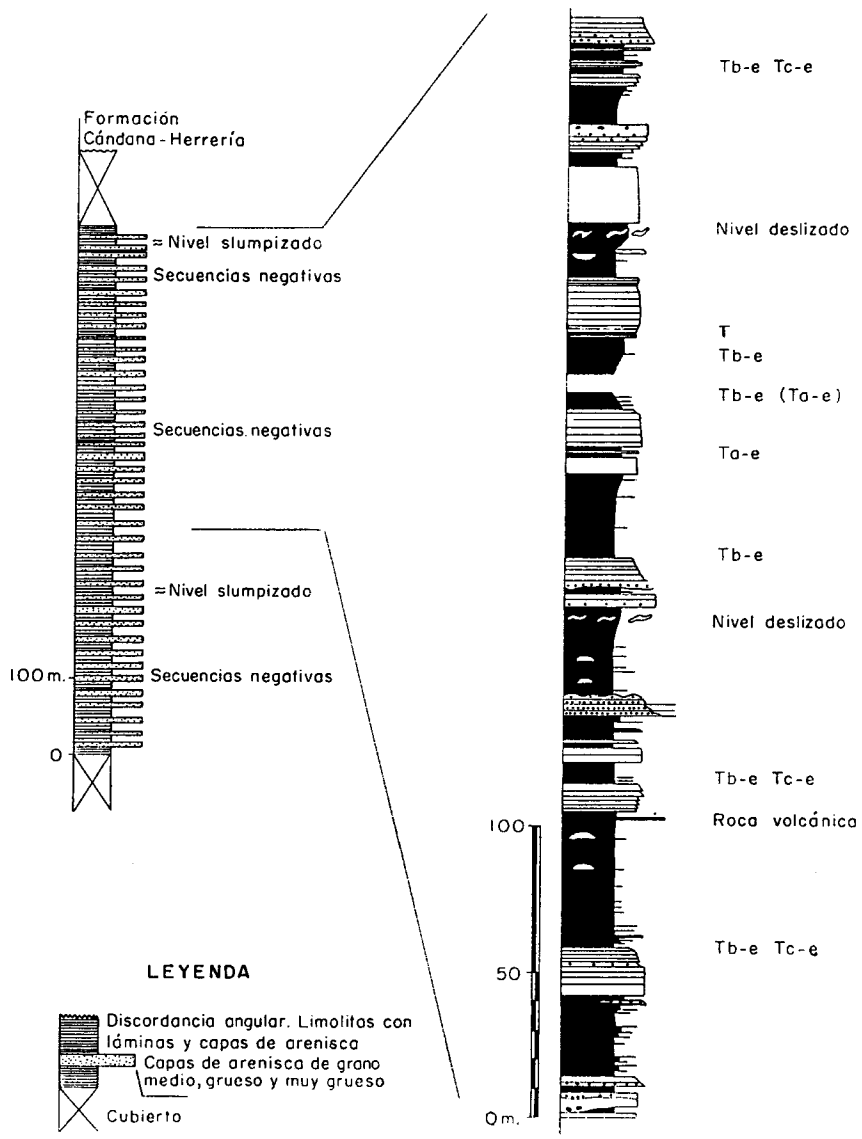 Formación
Cándana-Herrería
≈ Nivel slumpizado
Secuencias negativas
Secuencias. negativas
≈ Nivel slumpizado
100 m.
Secuencias negativas
0
LEYENDA
Discordancia angular. Limolitas con
láminas y capas de arenisca
Capas de arenisca de grano
medio, grueso y muy grueso
Cubierto
Tb-e Tc-e
Nivel deslizado
T
Tb-e
Tb-e (Ta-e)
Ta-e
Tb-e
Nivel deslizado
Tb-e Tc-e
Roca volcánica
100
Tb-e Tc-e
50
0 m.